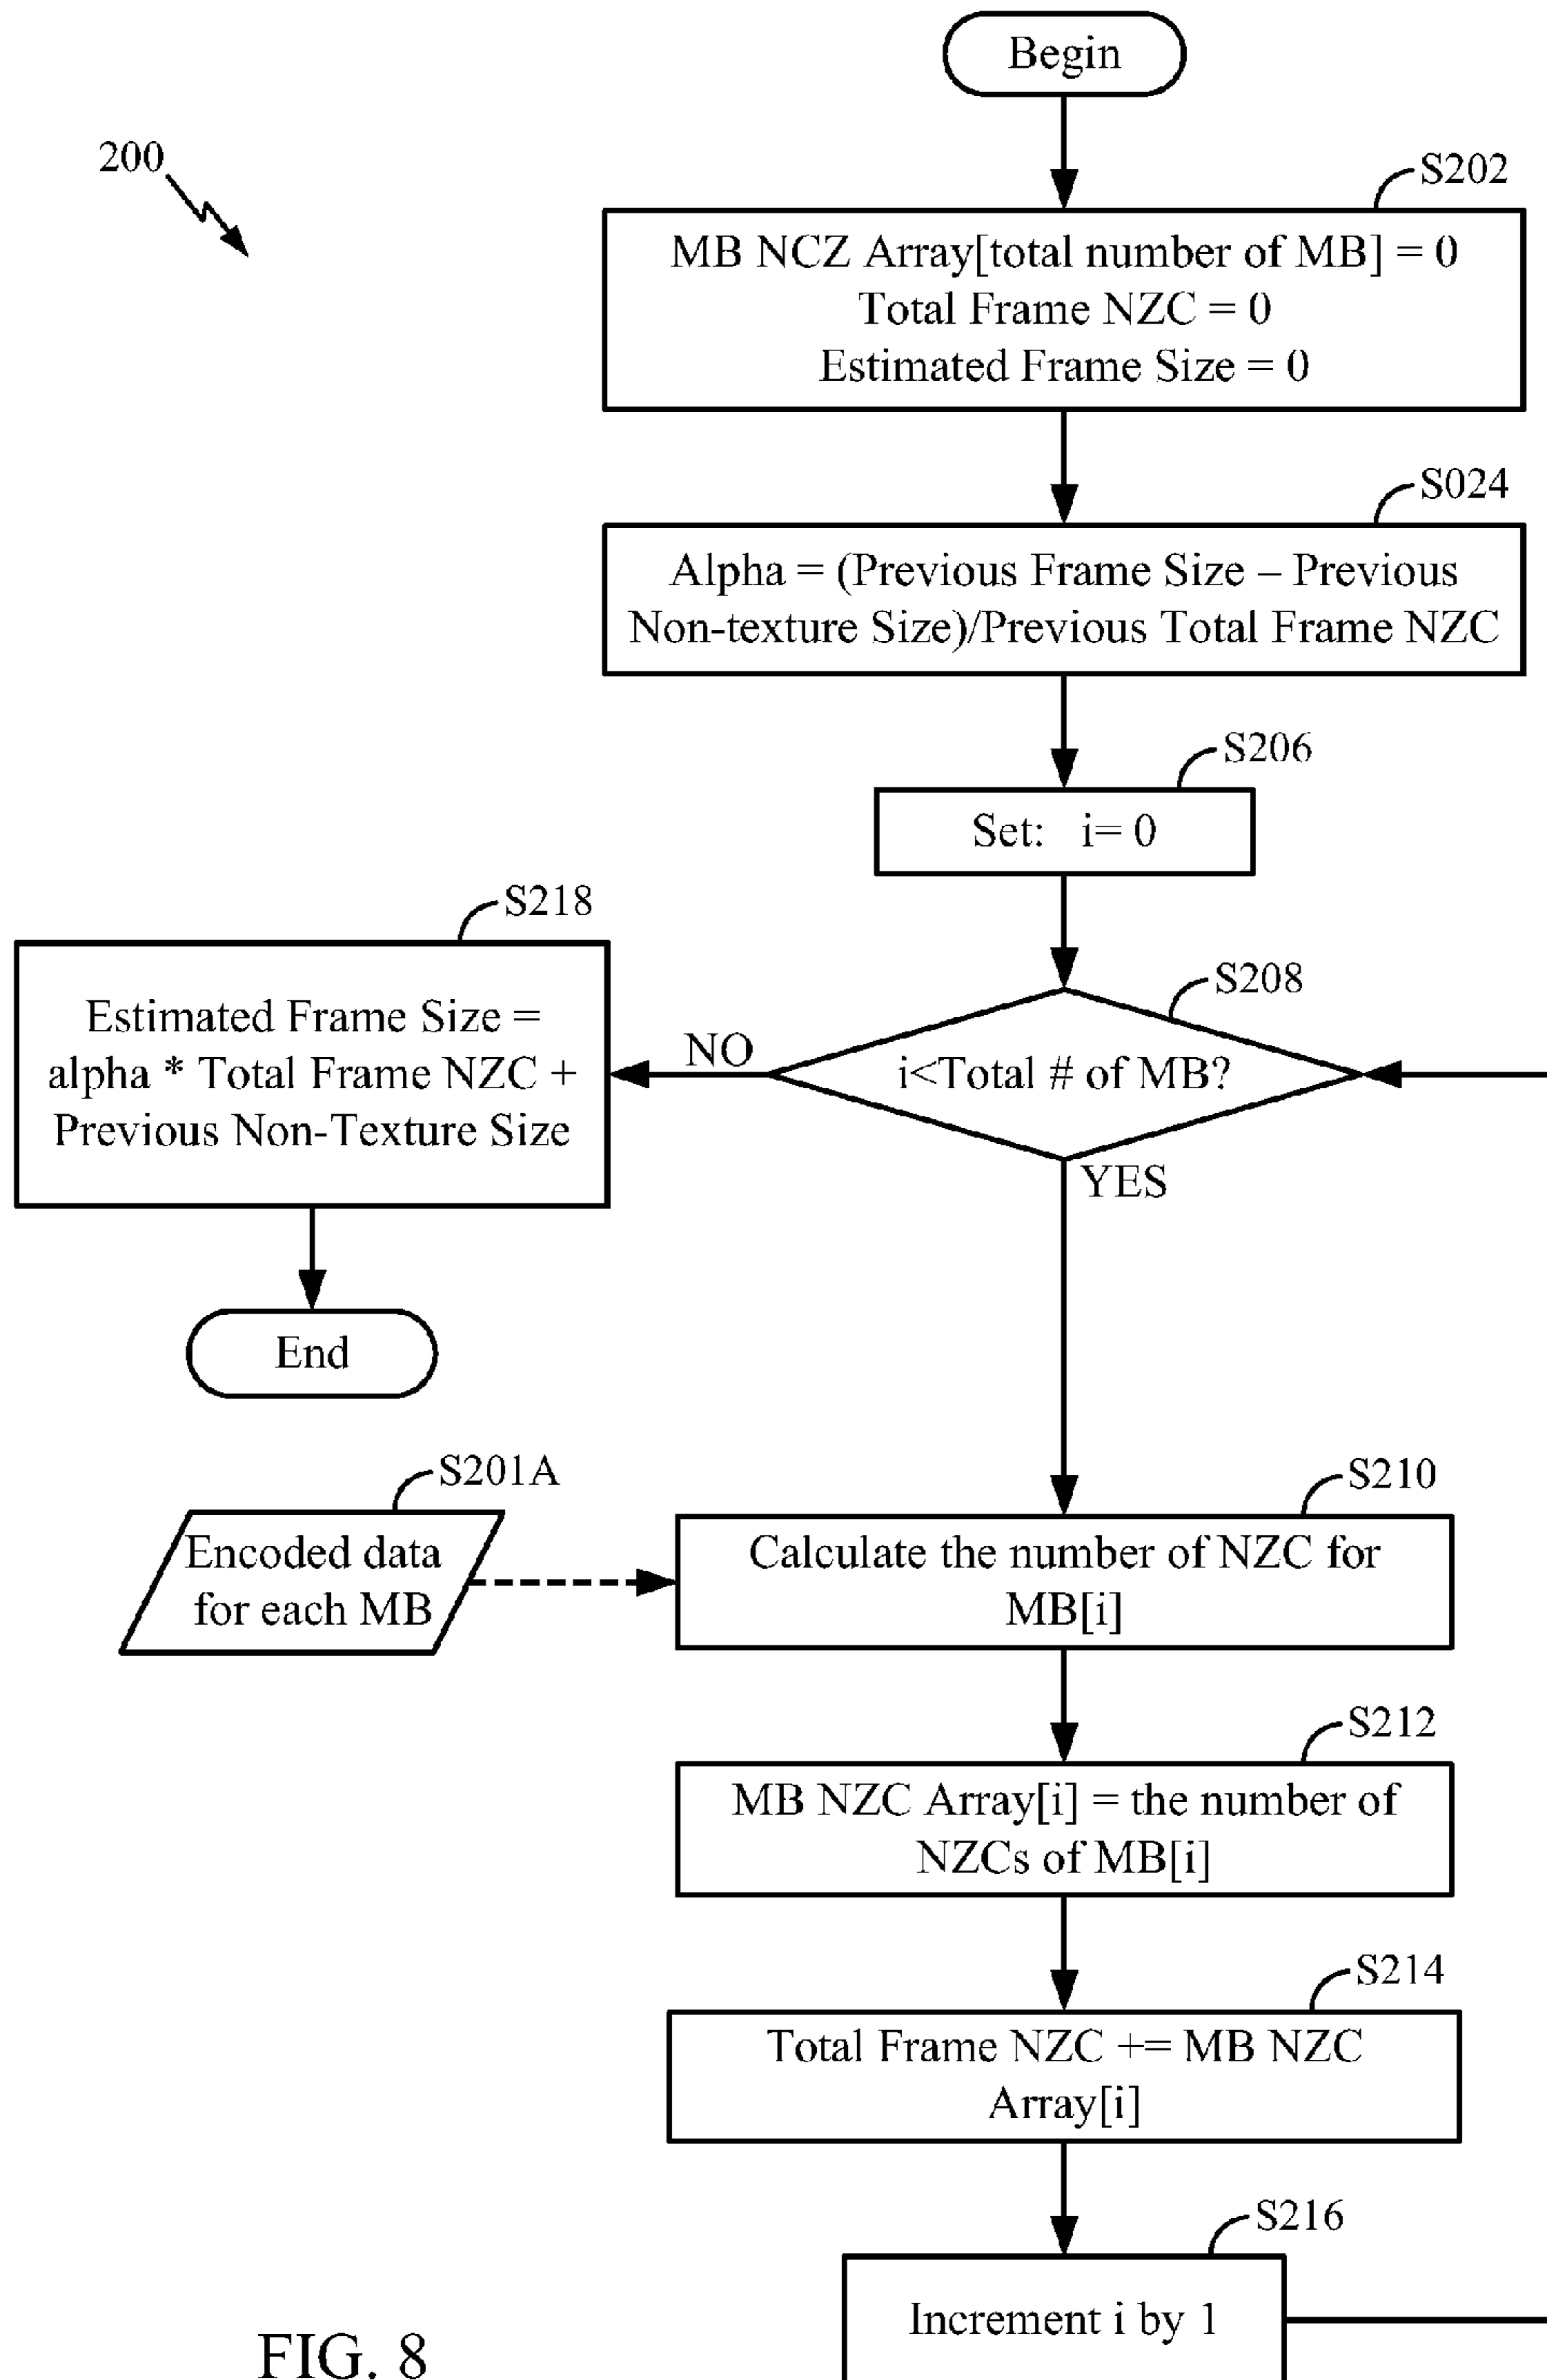 Begin
200
S202
MB NCZ Array[total number of MB] = 0
Total Frame NZC = 0
Estimated Frame Size = 0
S024
Alpha = (Previous Frame Size – Previous
Non-texture Size)/Previous Total Frame NZC
S206
Set: i= 0
S218
Estimated Frame Size =
alpha * Total Frame NZC +
Previous Non-Texture Size
NO
S208
i<Total # of MB?
YES
End
S201A
Encoded data
for each MB
S210
Calculate the number of NZC for
MB[i]
S212
MB NZC Array[i] = the number of
NZCs of MB[i]
S214
Total Frame NZC += MB NZC
Array[i]
S216
Increment i by 1
FIG. 8